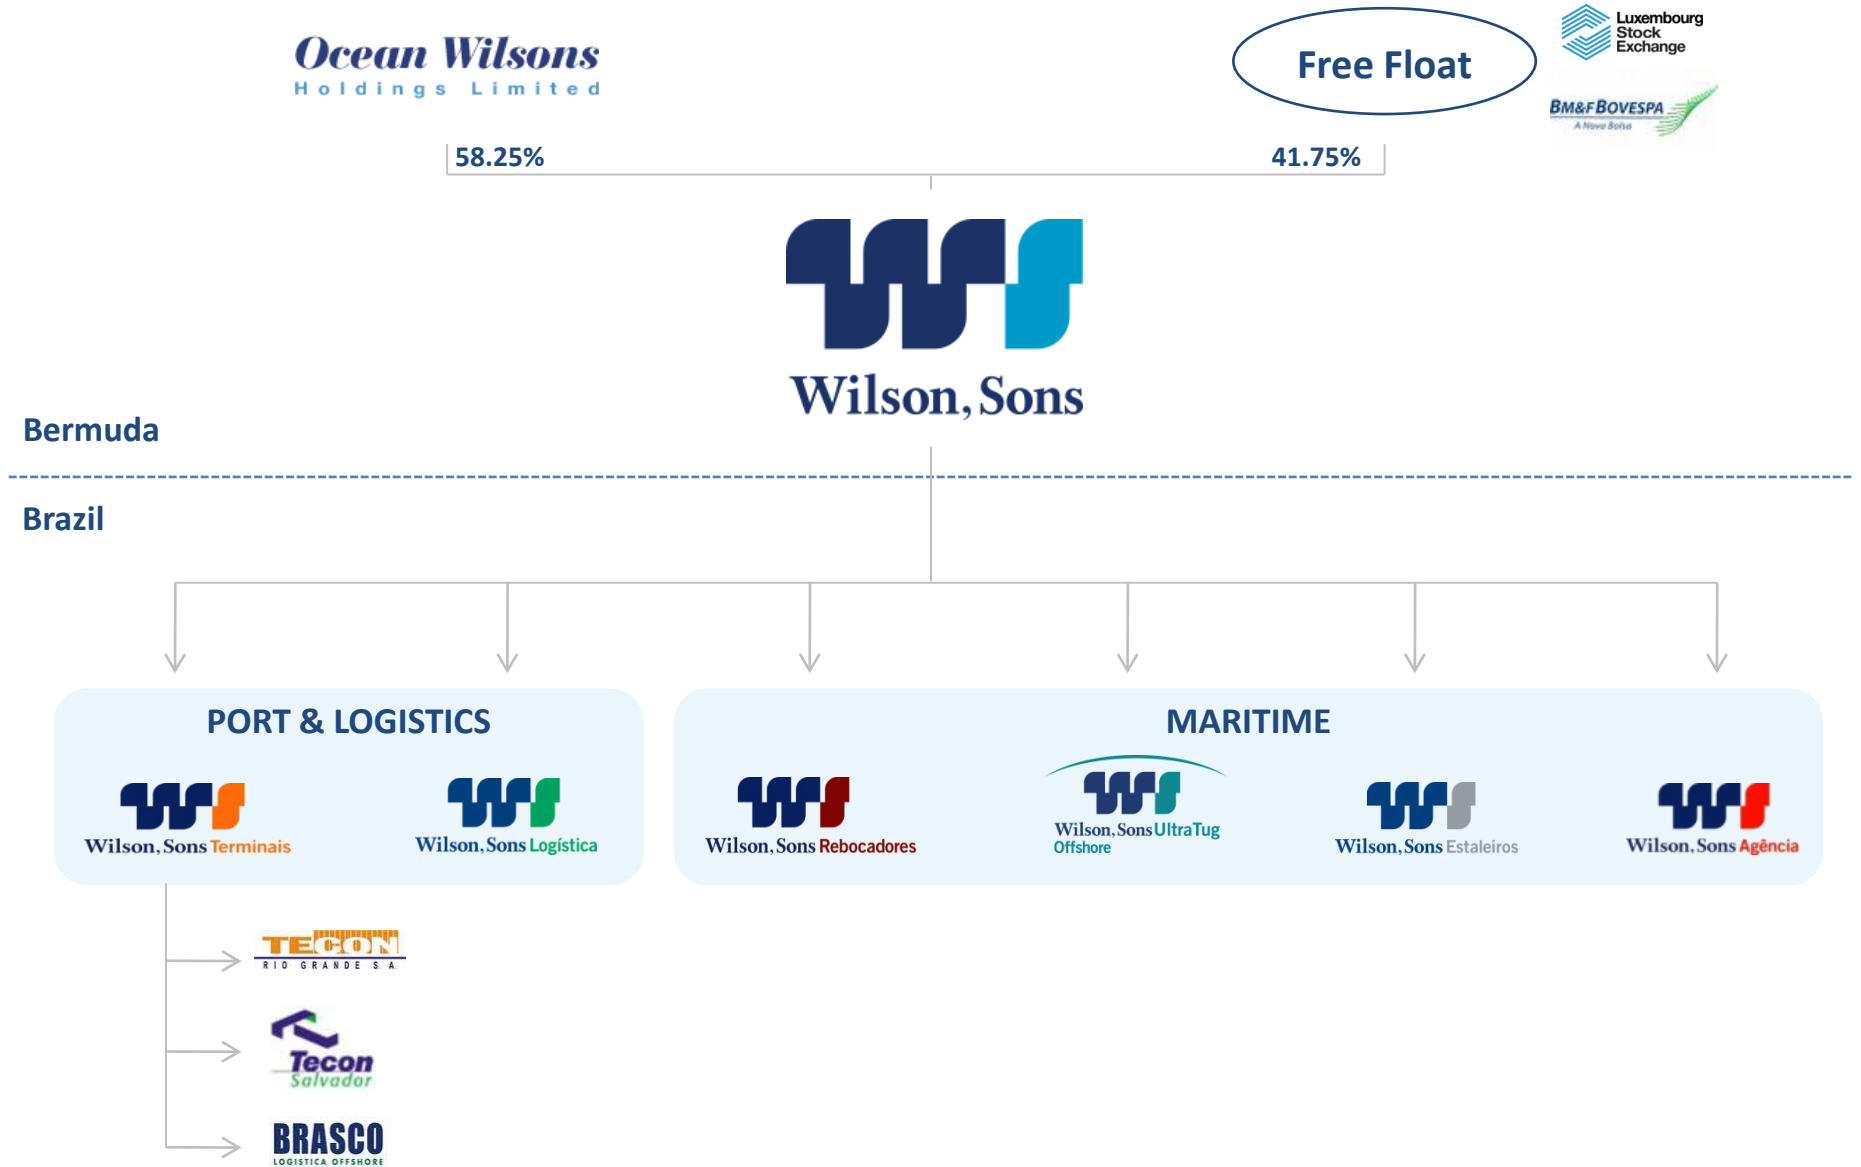 Ocean Wilsons
Holdings Limited
Free Float
Luxembourg
Stock
Exchange
BM&FBOVESPA
A Nova Bolsa
58.25%
41.75%
Wilson, Sons
Bermuda
Brazil
PORT & LOGISTICS
MARITIME
Wilson, Sons Terminais
Wilson, Sons Logística
Wilson, Sons Rebocadores
Wilson, Sons UltraTug
Offshore
Wilson, Sons Estaleiros
Wilson, Sons Agência
TECON
RIO GRANDE S.A.
Tecon
Salvador
BRASCO
LOGISTICA OFFSHORE